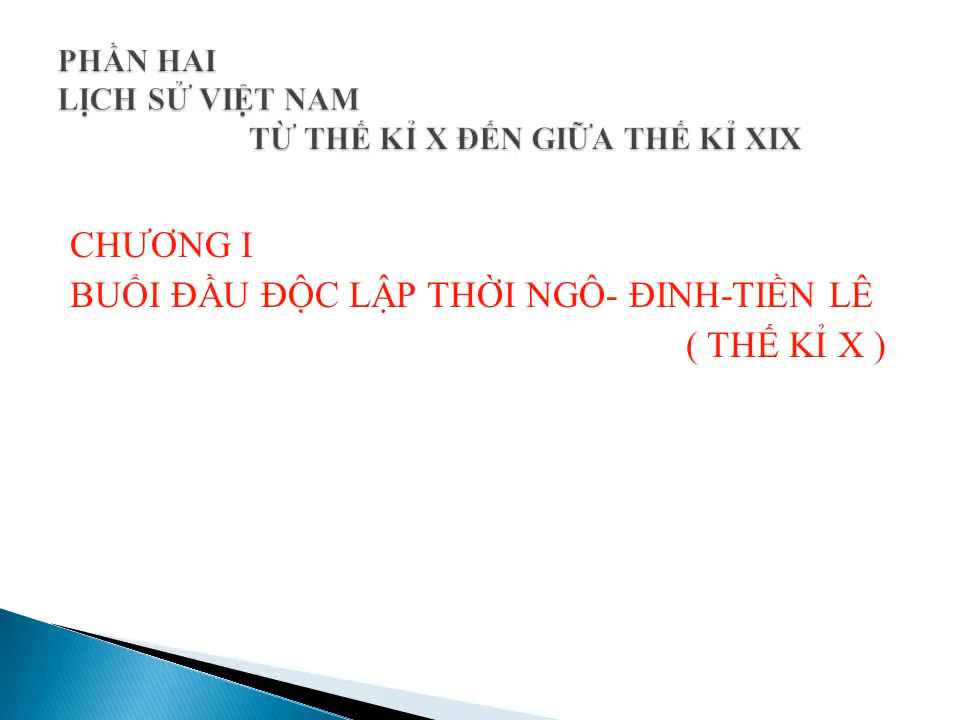 PHẦN HAI
LỊCH SỬ VIỆT NAM
TỪ THẾ KỈ X ĐẾN GIỮA THẾ KỈ XIX
CHƯƠNG I
BUỔI ĐẦU ĐỘC LẬP THỜI NGÔ- ĐINH-TIỀN LÊ
( THẾ KỈ X )